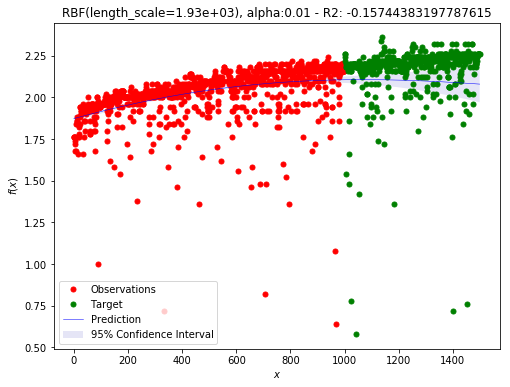 RBF(length_scale=1.93e+03), alpha:0.01 - R2: -0.15744383197787615
2.25
2.00
1.75
1.50
1.25
1.00
0.75
0.50
f(x)
Observations
Target
Prediction
95% Confidence Interval
0 200 400 600 800 1000 1200 1400
x